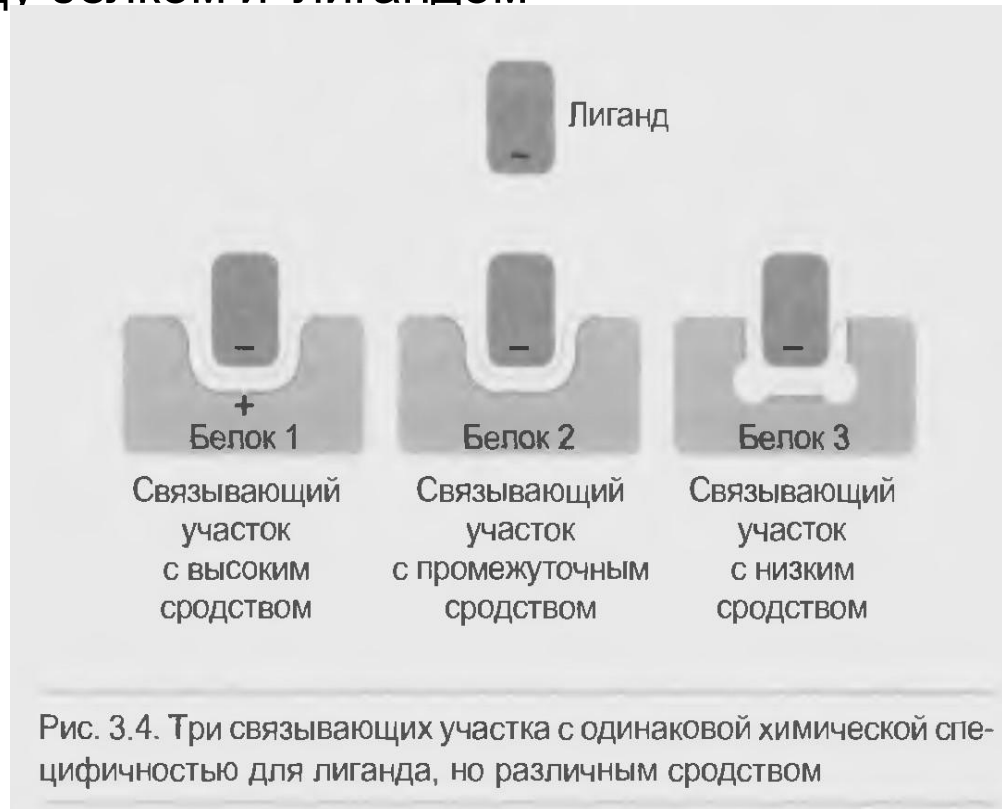 Лиганд
-
- - -
+
Белок 1 Белок 2 Белок 3
Связывающий
участок
с высоким
сродством
Связывающий
участок
с промежуточным
сродством
Связывающий
участок
с низким
сродством
Рис. 3.4. Три связывающих участка с одинаковой химической спе-
цифичностью для лиганда, но различным сродством